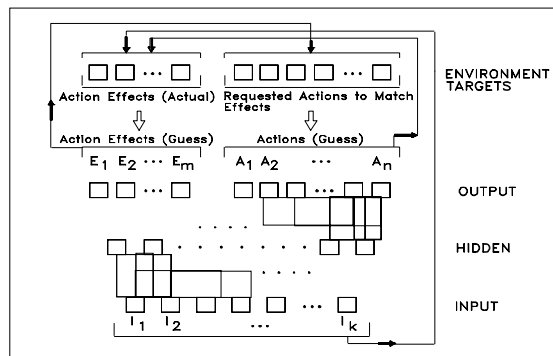 ENVIRONMENT
TARGETS
Action Effects (Actual)
Requested Actions to Match
Effects
Action Effects (Guess)
Actions (Guess)
E1 E2 ... Em
A1 A2 ... An
OUTPUT
HIDDEN
INPUT
I1 I2 ... Ik